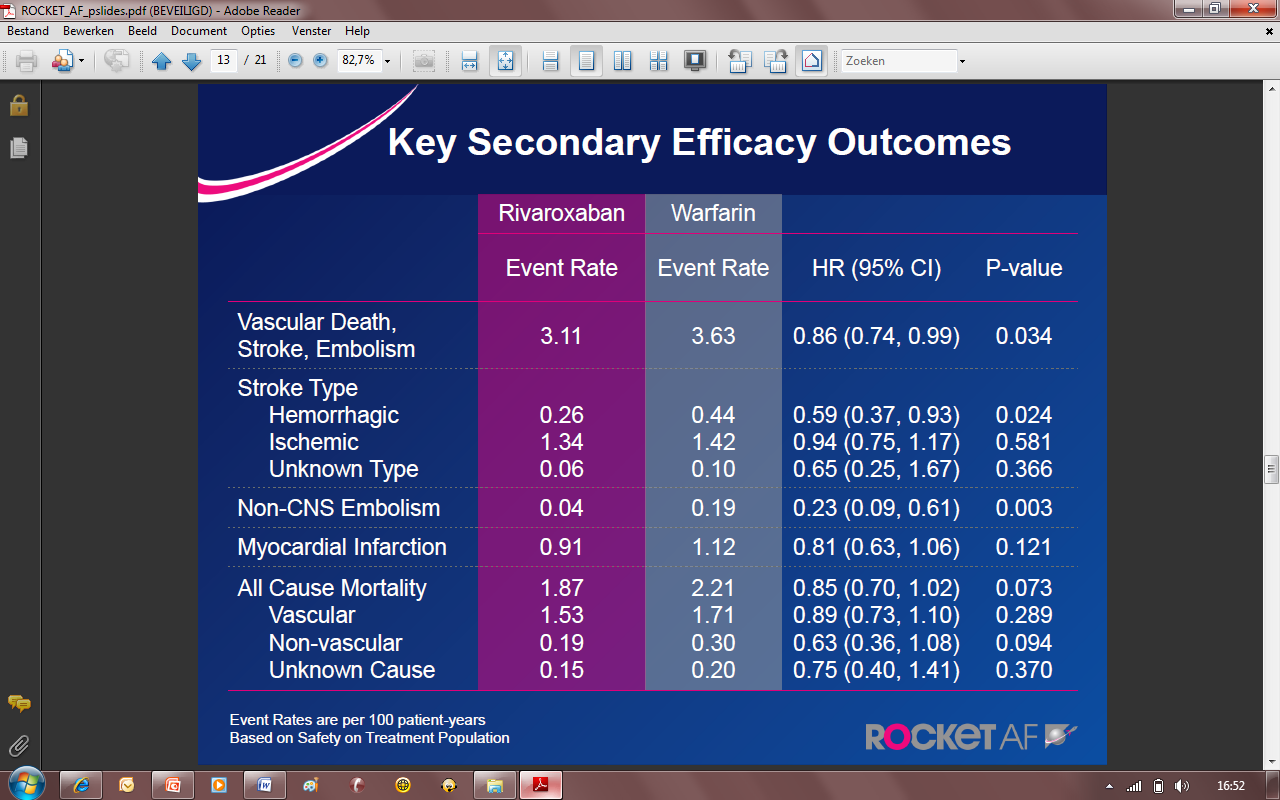 ROCKET_AF_pslides.pdf (BEVEILIGD) - Adobe Reader
Bestand Bewerken Beeld Document Opties Venster Help
13 / 21 82,7% Zoeken
Key Secondary Efficacy Outcomes
Rivaroxaban Warfarin
Event Rate Event Rate HR (95% CI) P-value
Vascular Death,
Stroke, Embolism 3.11 3.63 0.86 (0.74, 0.99) 0.034
Stroke Type
Hemorrhagic 0.26 0.44 0.59 (0.37, 0.93) 0.024
Ischemic 1.34 1.42 0.94 (0.75, 1.17) 0.581
Unknown Type 0.06 0.10 0.65 (0.25, 1.67) 0.366
Non-CNS Embolism 0.04 0.19 0.23 (0.09, 0.61) 0.003
Myocardial Infarction 0.91 1.12 0.81 (0.63, 1.06) 0.121
All Cause Mortality 1.87 2.21 0.85 (0.70, 1.02) 0.073
Vascular 1.53 1.71 0.89 (0.73, 1.10) 0.289
Non-vascular 0.19 0.30 0.63 (0.36, 1.08) 0.094
Unknown Cause 0.15 0.20 0.75 (0.40, 1.41) 0.370
Event Rates are per 100 patient-years
Based on Safety on Treatment Population
ROCKET AF
16:52